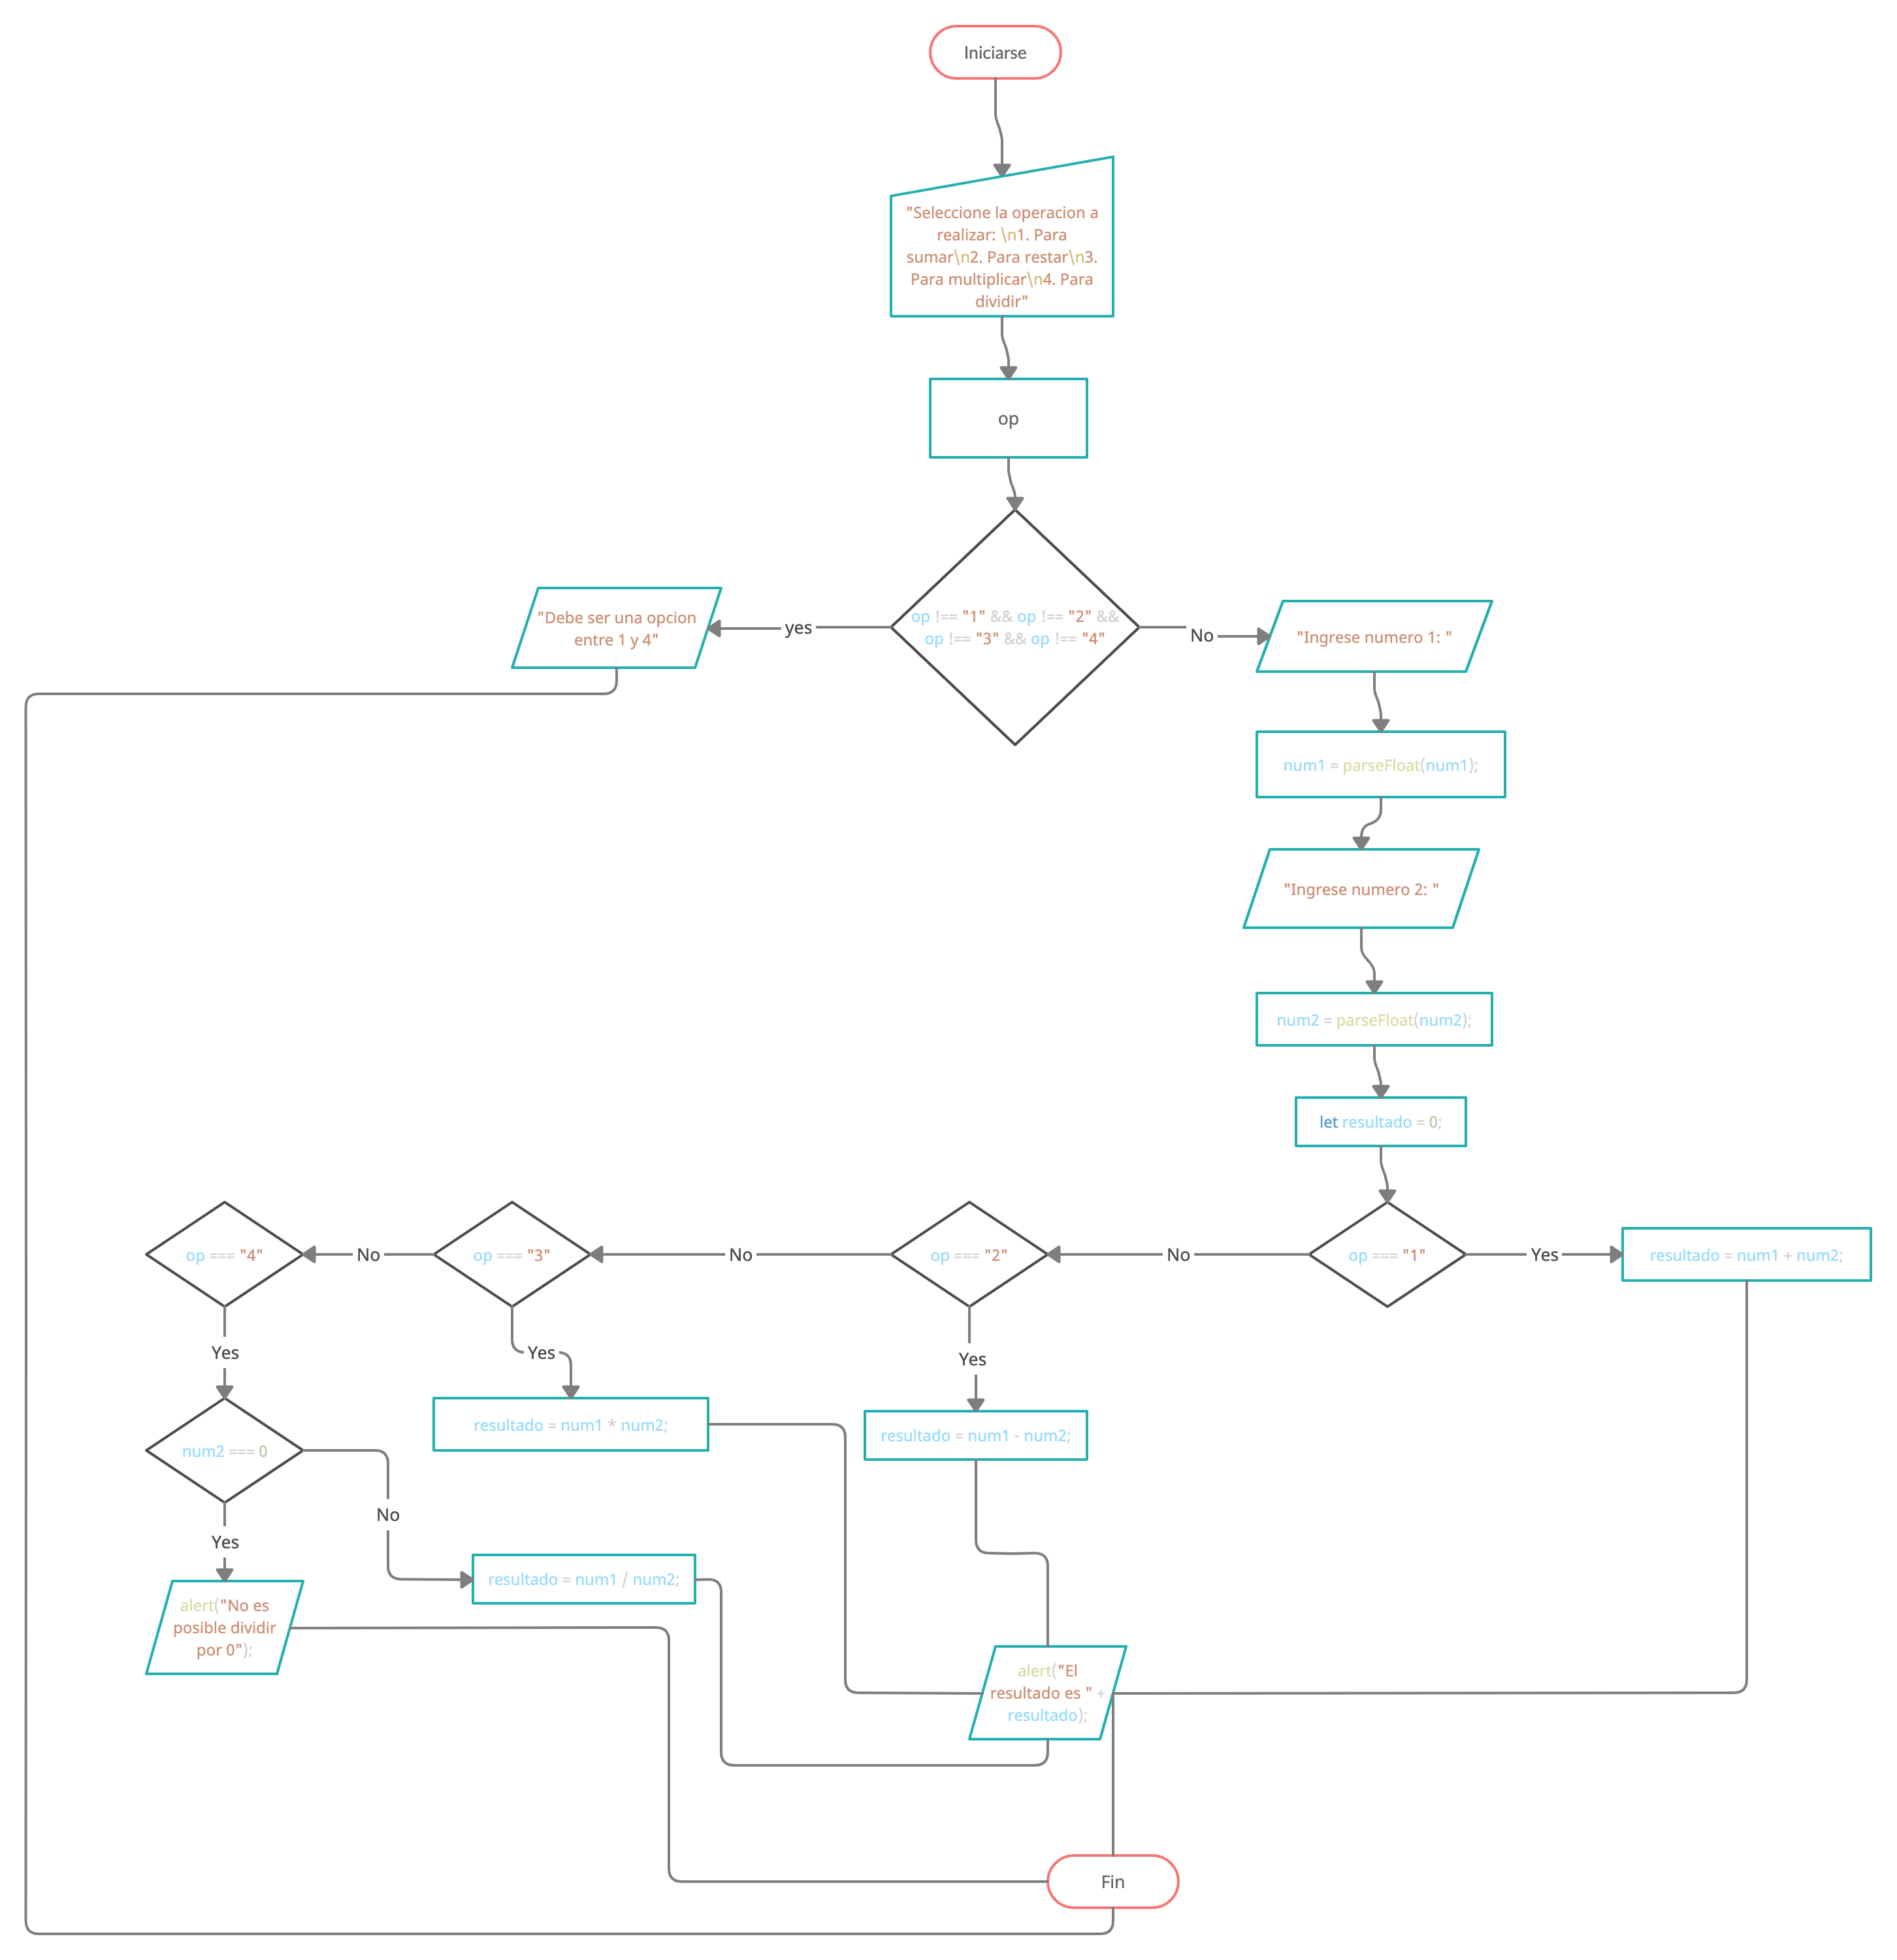 Iniciarse
"Seleccione la operacion a
realizar: \n1. Para
sumar\n2. Para restar\n3.
Para multiplicar\n4. Para
dividir"
op
op !== "1" && op !== "2" &&
op !== "3" && op !== "4"
yes
"Debe ser una opcion
entre 1 y 4"
No
"Ingrese numero 1: "
num1 = parseFloat(num1);
"Ingrese numero 2: "
num2 = parseFloat(num2);
let resultado = 0;
op === "1"
Yes
resultado = num1 + num2;
No
op === "2"
Yes
resultado = num1 - num2;
No
op === "3"
Yes
resultado = num1 * num2;
No
op === "4"
Yes
num2 === 0
No
resultado = num1 / num2;
Yes
alert("No es
posible dividir
por 0");
alert("El
resultado es " +
resultado);
Fin